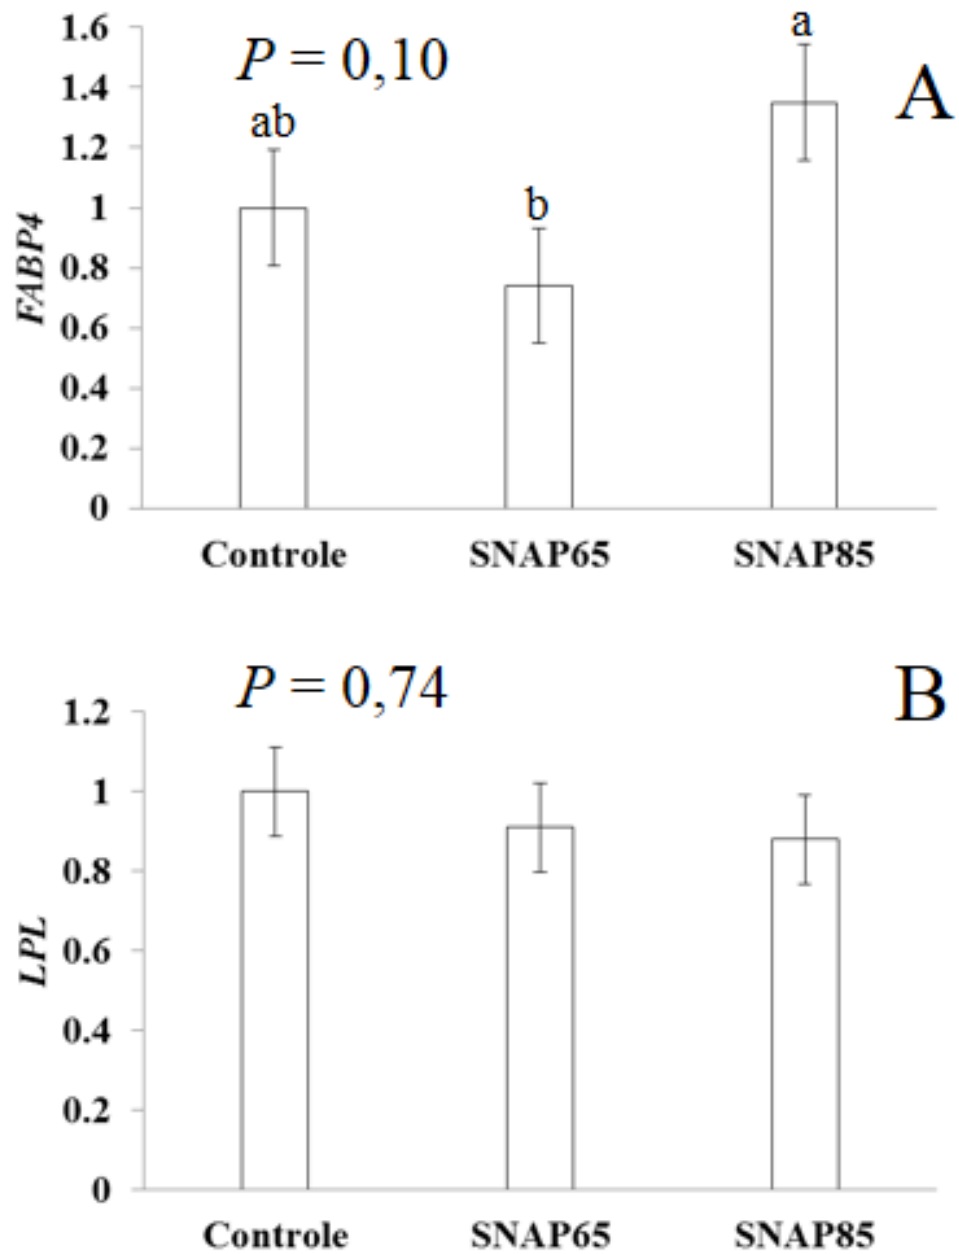 P = 0,10
A
ab
b
a
FABP4
1.6
1.4
1.2
1
0.8
0.6
0.4
0.2
0
Controle SNAP65 SNAP85
P = 0,74
B
LPL
1.2
1
0.8
0.6
0.4
0.2
0
Controle SNAP65 SNAP85